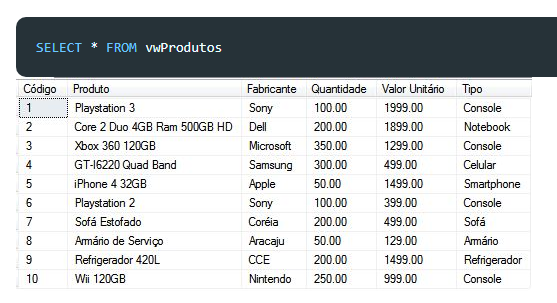 SELECT * FROM vwProdutos
Código Produto Fabricante Quantidade Valor Unitário Tipo
1 Playstation 3 Sony 100.00 1999.00 Console
2 Core 2 Duo 4GB Ram 500GB HD Dell 200.00 1899.00 Notebook
3 Xbox 360 120GB Microsoft 350.00 1299.00 Console
4 GT-I6220 Quad Band Samsung 300.00 499.00 Celular
5 iPhone 4 32GB Apple 50.00 1499.00 Smartphone
6 Playstation 2 Sony 100.00 399.00 Console
7 Sofá Estofado Coréia 200.00 499.00 Sofá
8 Armário de Serviço Aracaju 50.00 129.00 Armário
9 Refrigerador 420L CCE 200.00 1499.00 Refrigerador
10 Wii 120GB Nintendo 250.00 999.00 Console